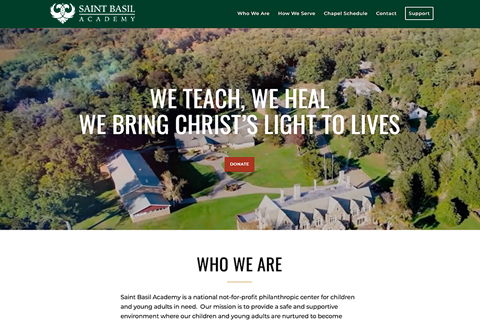 SAINT BASIL
ACADEMY
Who We Are How We Serve Chapel Schedule Contact Support
WE TEACH, WE HEAL
WE BRING CHRIST'S LIGHT TO LIVES
DONATE
WHO WE ARE
Saint Basil Academy is a national not-for-profit philanthropic center for children
and young adults in need.  Our mission is to provide a safe and supportive
environment where our children and young adults are nurtured to become